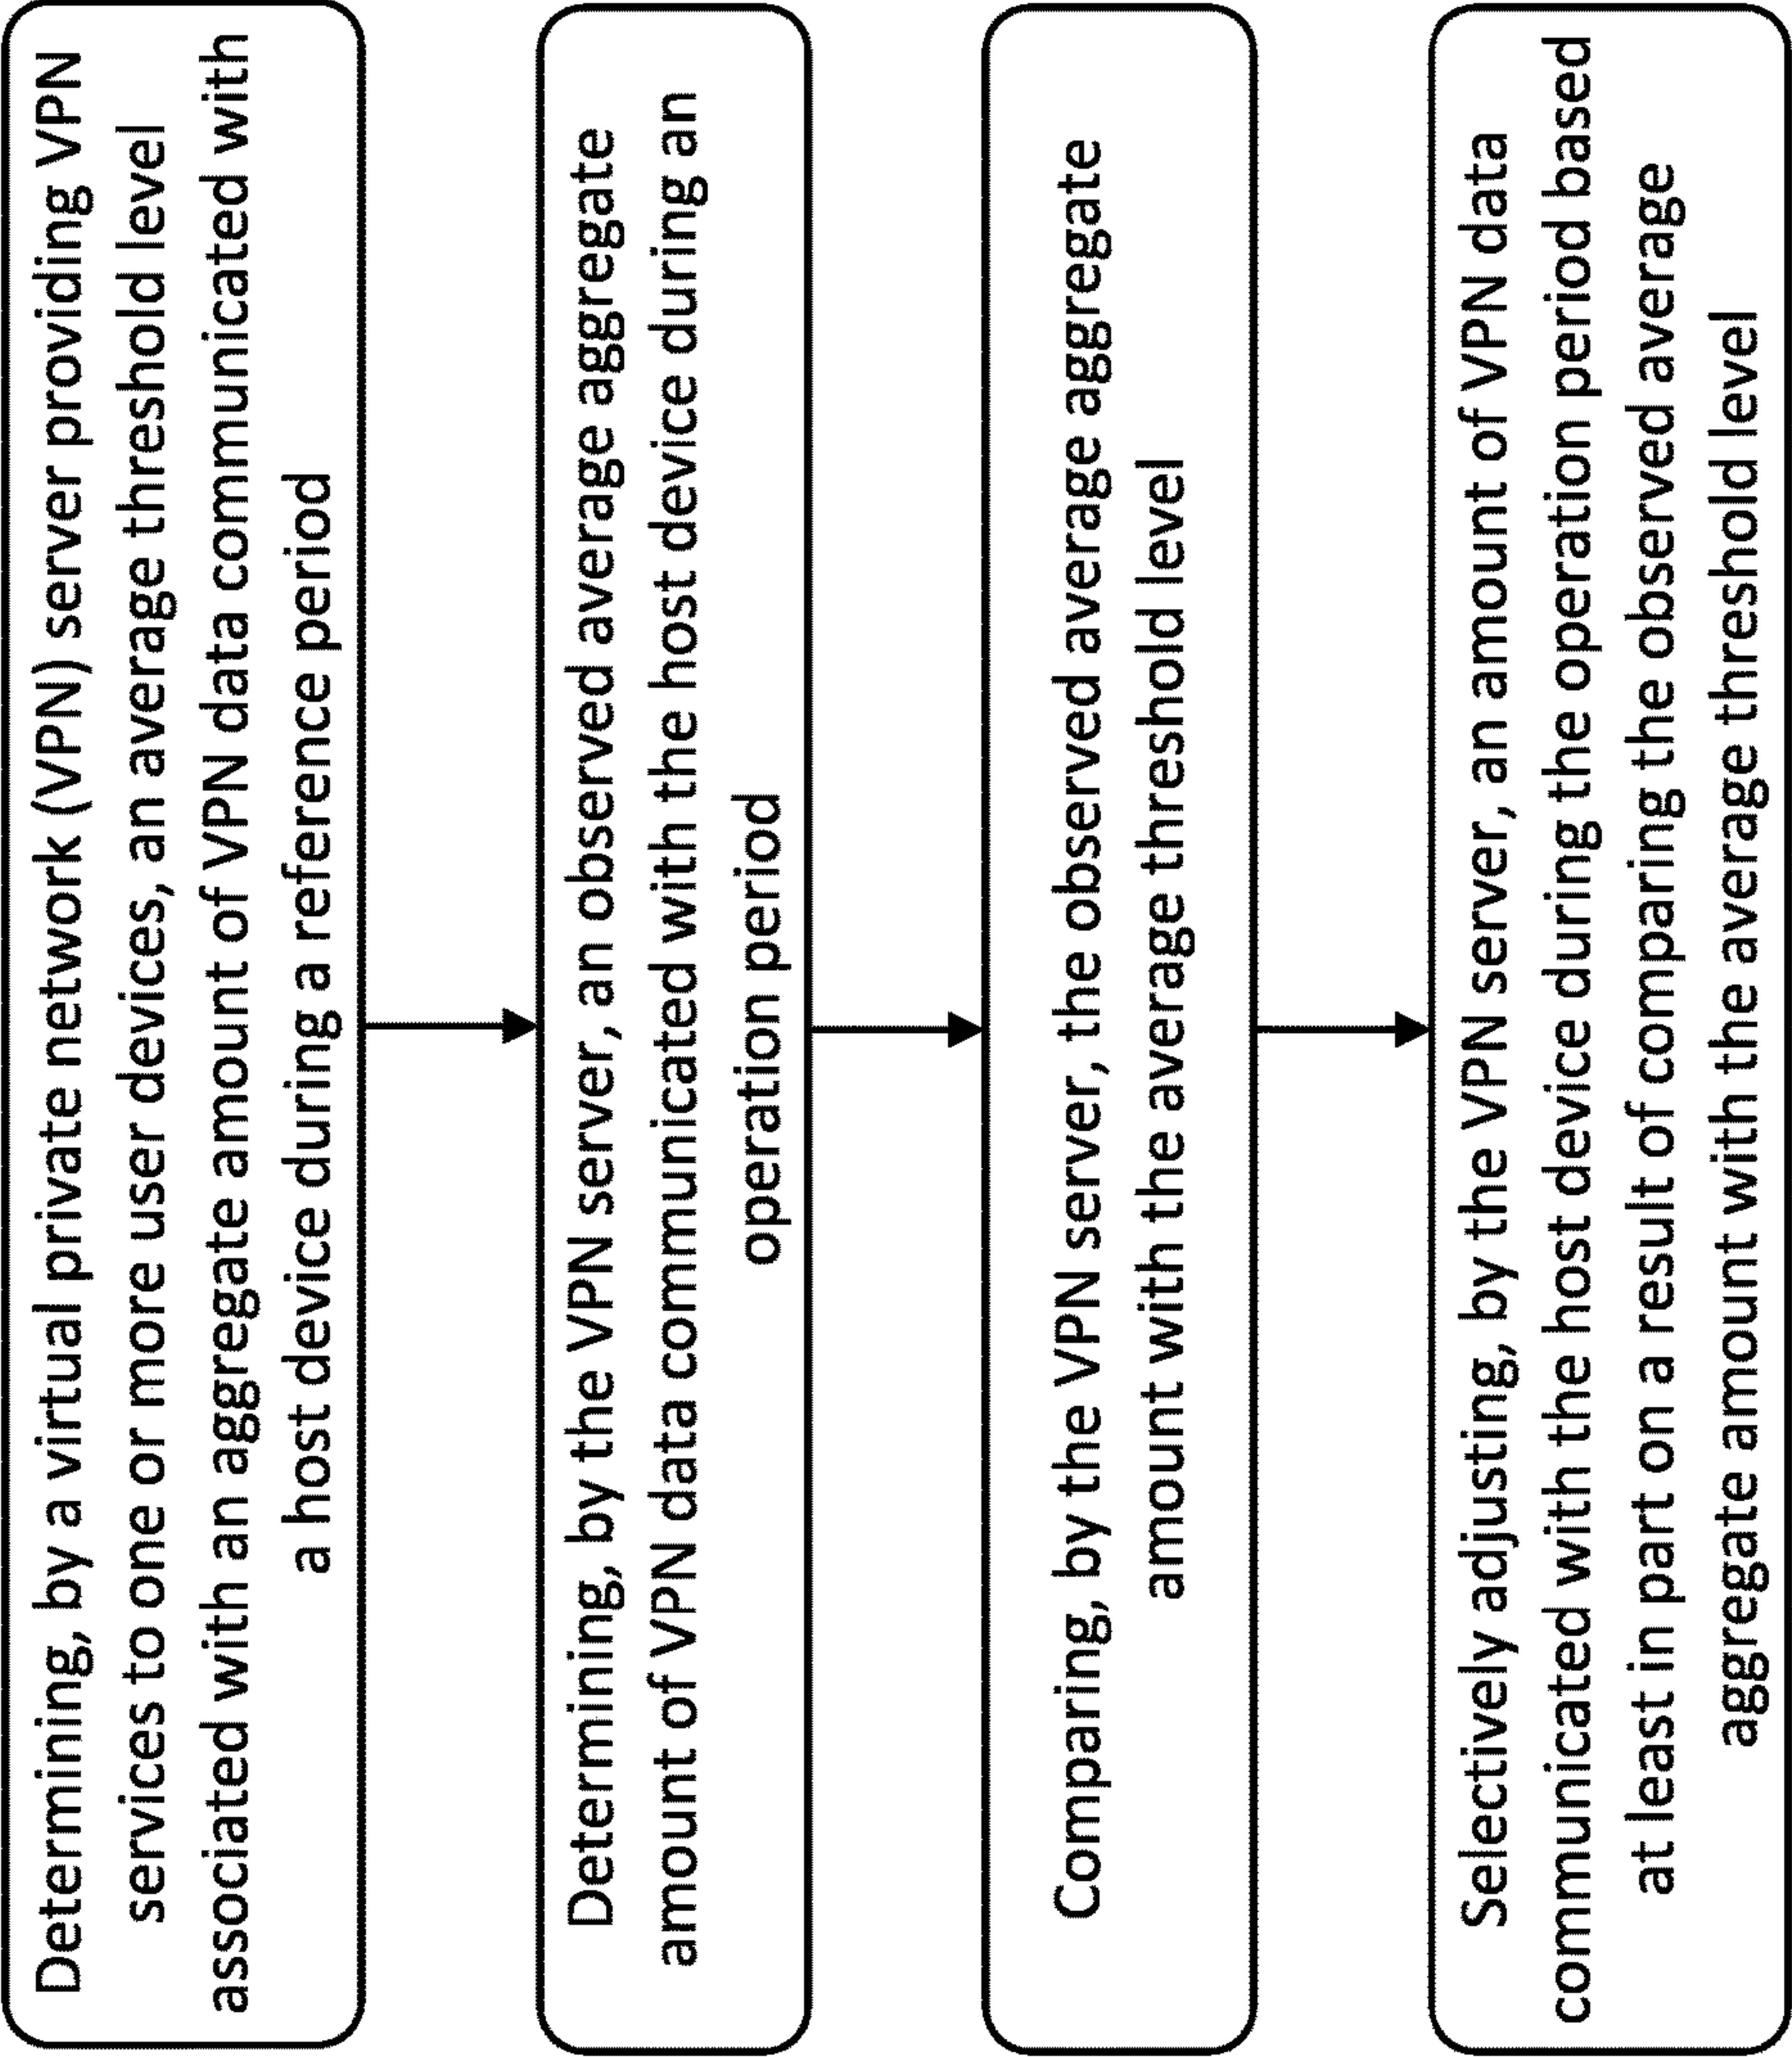 Determining, by a virtual private network (VPN) server providing VPN
services to one or more user devices, an average threshold level
associated with an aggregate amount of VPN data communicated with
a host device during a reference period
Determining, by the VPN server, an observed average aggregate
amount of VPN data communicated with the host device during an
operation period
Comparing, by the VPN server, the observed average aggregate
amount with the average threshold level
Selectively adjusting, by the VPN server, an amount of VPN data
communicated with the host device during the operation period based
at least in part on a result of comparing the observed average
aggregate amount with the average threshold level